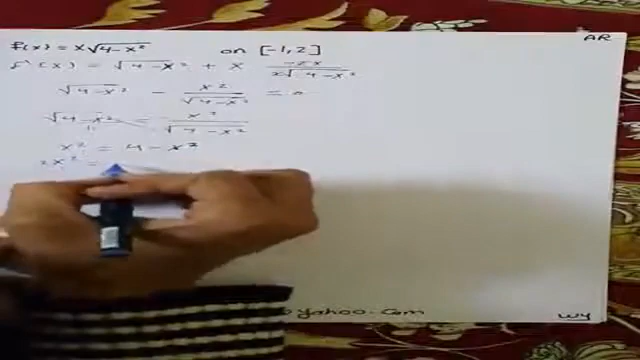 f(x) = x√4-x² on [-1,2]
f'(x) = √4-x² + x -2x / 2√4-x²
√4-x² - x² / √4-x² = 0
√4-x² = x² / √4-x²
x² = 4 - x²
2x² =
AR
yahoo.com
WY